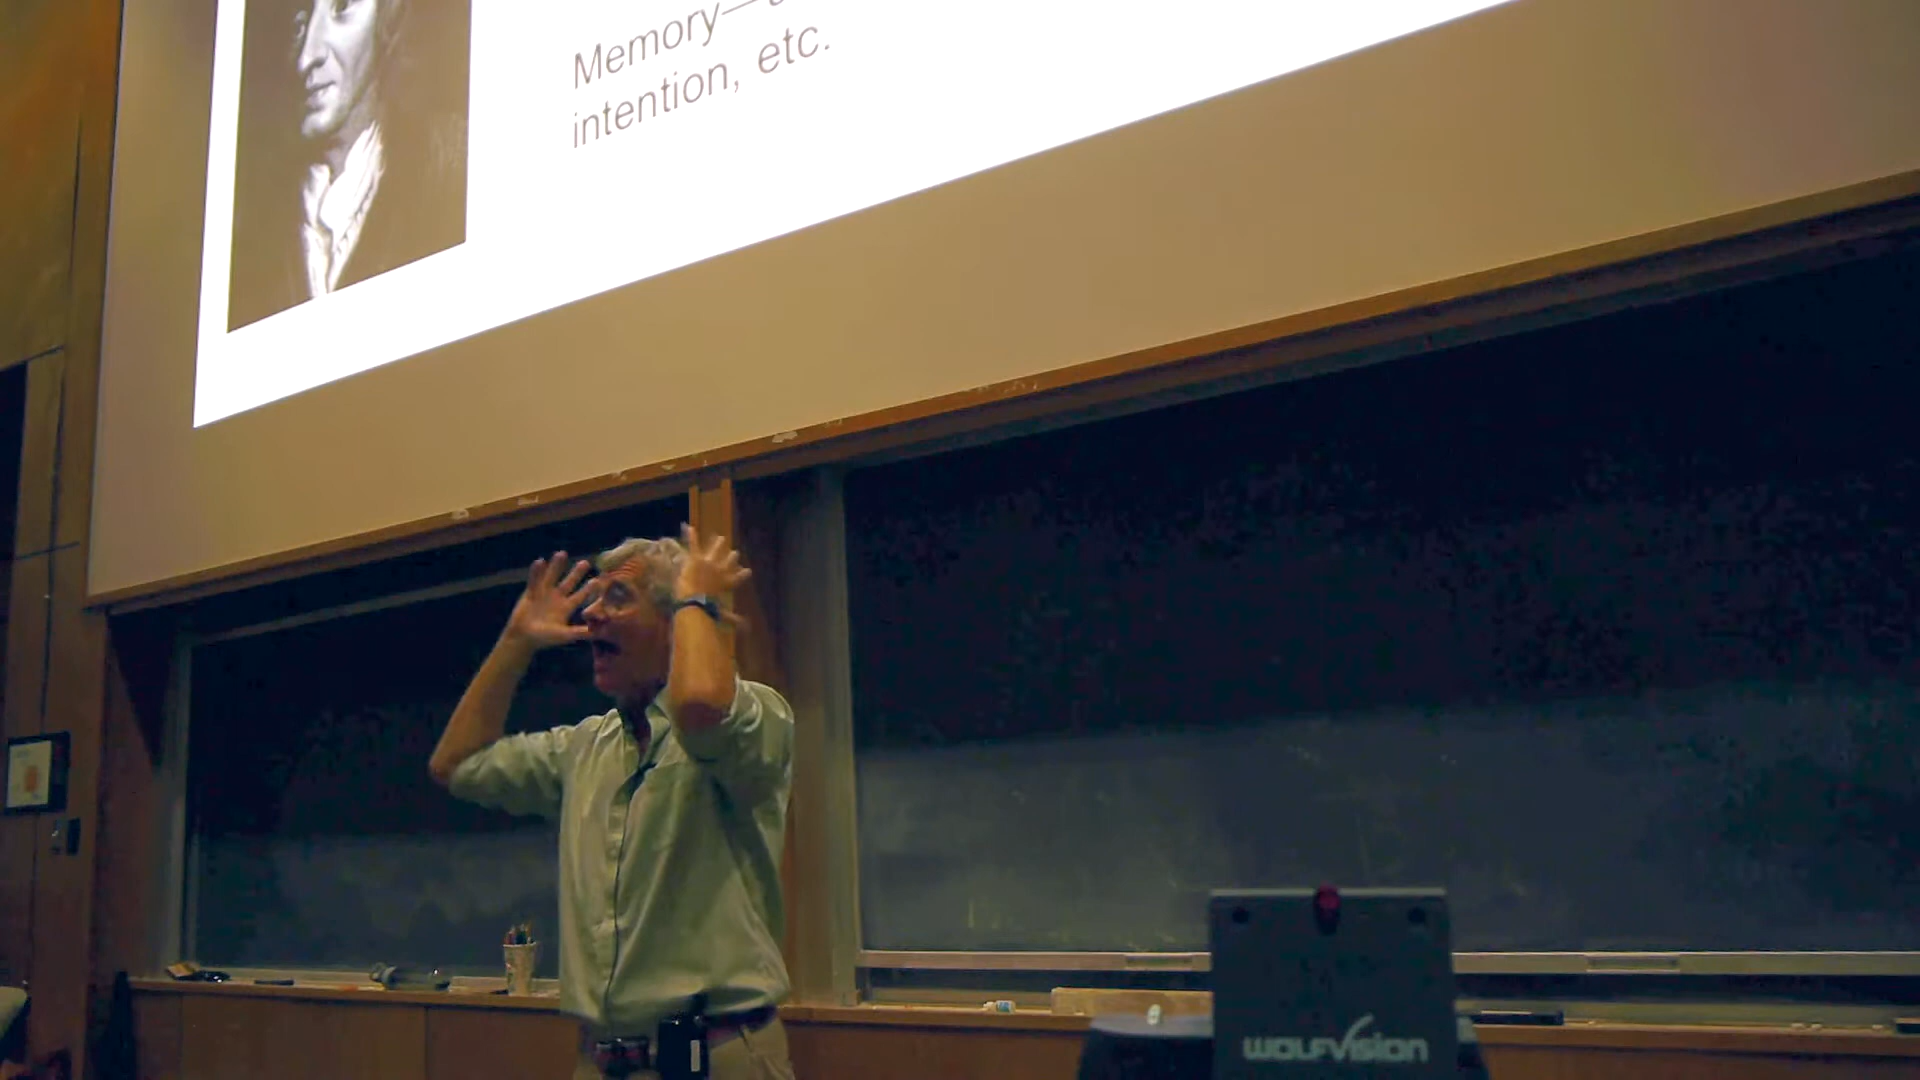 Memory—
intention, etc.
WOLFVISION